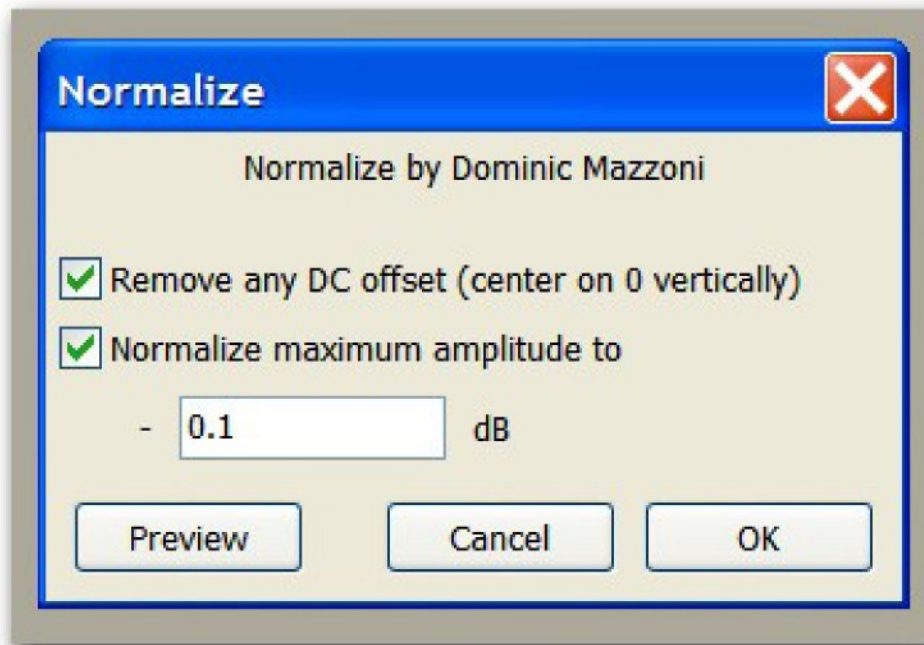 Normalize
Normalize by Dominic Mazzoni
Remove any DC offset (center on 0 vertically)
Normalize maximum amplitude to
- 0.1 dB
Preview Cancel OK